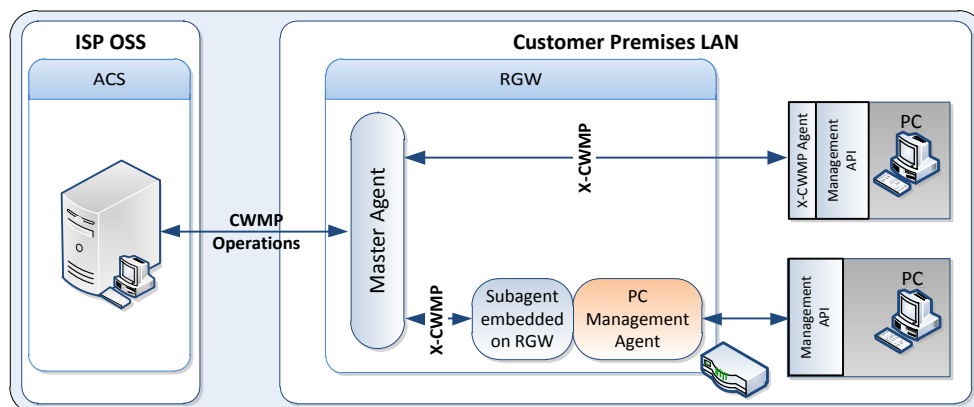 ISP OSS
ACS
CWMP
Operations
Customer Premises LAN
RGW
Master Agent
X-CWMP
X-CWMP
Subagent
embedded
on RGW
PC
Management
Agent
X-CWMP Agent
Management
API
PC
Management
API
PC